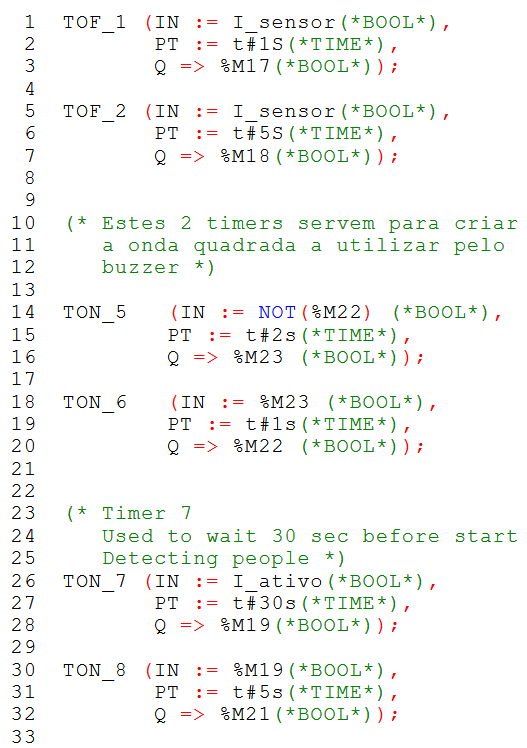 1 TOF_1 (IN := I_sensor(*BOOL*),
2 PT := t#1S(*TIME*),
3 Q => %M17(*BOOL*));
4
5 TOF_2 (IN := I_sensor(*BOOL*),
6 PT := t#5S(*TIME*),
7 Q => %M18(*BOOL*));
8
9
10 (* Estes 2 timers servem para criar
11 a onda quadrada a utilizar pelo
12 buzzer *)
13
14 TON_5 (IN := NOT(%M22) (*BOOL*),
15 PT := t#2s(*TIME*),
16 Q => %M23 (*BOOL*));
17
18 TON_6 (IN := %M23 (*BOOL*),
19 PT := t#1s(*TIME*),
20 Q => %M22 (*BOOL*));
21
22
23 (* Timer 7
24 Used to wait 30 sec before start
25 Detecting people *)
26 TON_7 (IN := I_ativo(*BOOL*),
27 PT := t#30s(*TIME*),
28 Q => %M19(*BOOL*));
29
30 TON_8 (IN := %M19(*BOOL*),
31 PT := t#5s(*TIME*),
32 Q => %M21(*BOOL*));
33